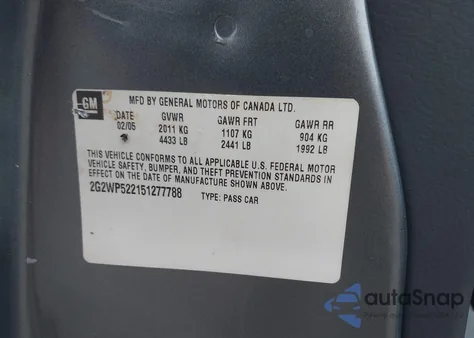 GM
MFD BY GENERAL MOTORS OF CANADA LTD.
DATE GVWR GAWR FRT GAWR RR
02/05 2011 KG 1107 KG 904 KG
4433 LB 2441 LB 1992 LB
THIS VEHICLE CONFORMS TO ALL APPLICABLE U.S. FEDERAL MOTOR
VEHICLE SAFETY, BUMPER, AND THEFT PREVENTION STANDARDS IN
EFFECT ON THE DATE OF MANUFACTURE SHOWN ABOVE.
2G2WP522151277788 TYPE: PASS CAR
autoSnap